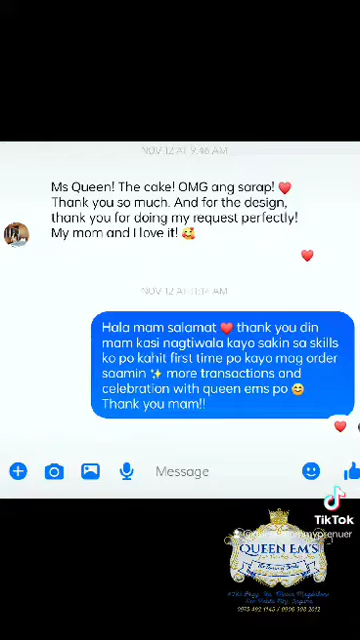 NOV 12 AT 9:46 AM
Ms Queen! The cake! OMG ang sarap! ❤️
Thank you so much. And for the design,
thank you for doing my request perfectly!
My mom and I love it! 🥰
NOV 12 AT 11:14 AM
Hala mam salamat ❤️ thank you din
mam kasi nagtiwala kayo sakin sa skills
ko po kahit first time po kayo mag order
saamin ✨ more transactions and
celebration with queen ems po 😊
Thank you mam!!
Message
TikTok
QUEEN EM'S